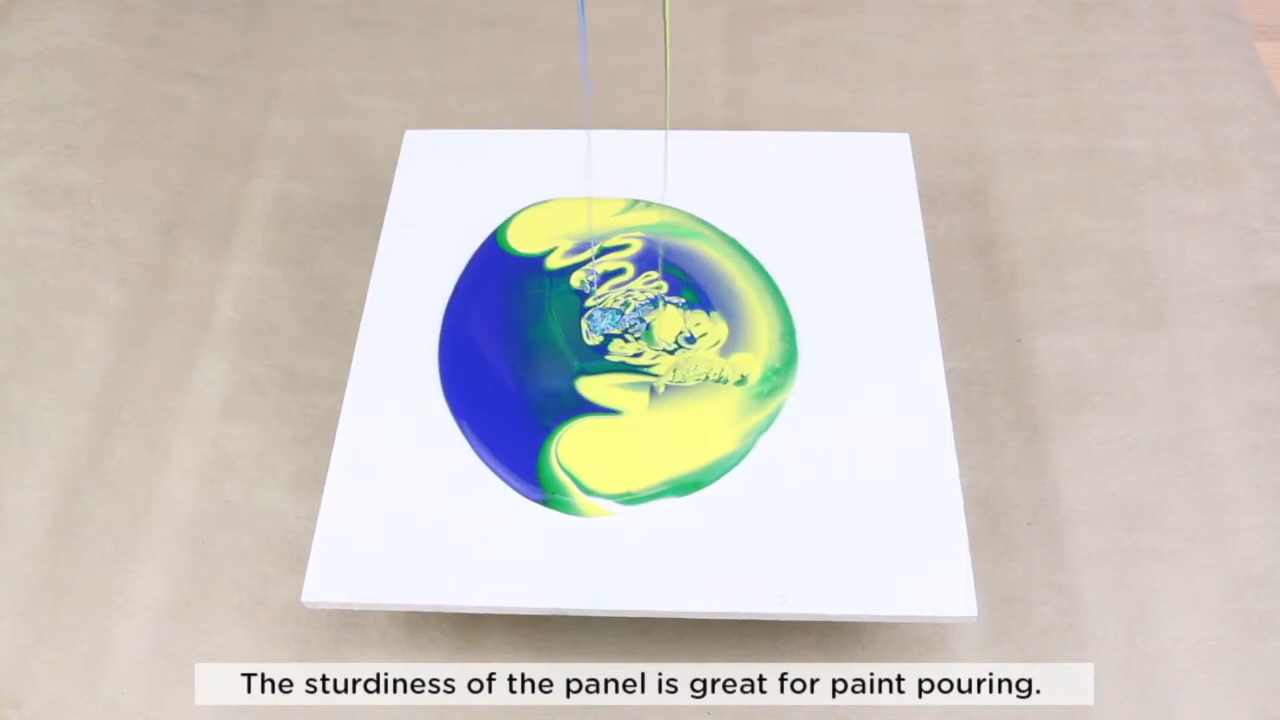 The sturdiness of the panel is great for paint pouring.